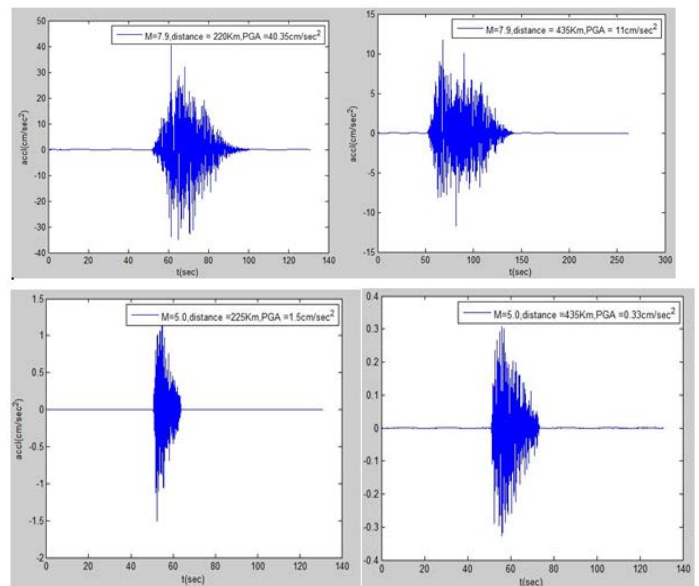 M=7.9,distance = 220Km,PGA =40.35cm/sec²
accl(cm/sec²)
50
40
30
20
10
0
-10
-20
-30
-40
0 20 40 60 80 100 120 140
t(sec)
M=7.9,distance = 435Km,PGA = 11cm/sec²
accl(cm/sec²)
15
10
5
0
-5
-10
-15
0 50 100 150 200 250 300
t(sec)
M=5.0,distance =225Km,PGA =1.5cm/sec²
accl(cm/sec²)
1.5
1
0.5
0
-0.5
-1
-1.5
-2
0 20 40 60 80 100 120 140
t(sec)
M=5.0,distance =435Km,PGA =0.33cm/sec²
accl(cm/sec²)
0.4
0.3
0.2
0.1
0
-0.1
-0.2
-0.3
-0.4
0 20 40 60 80 100 120 140
t(sec)